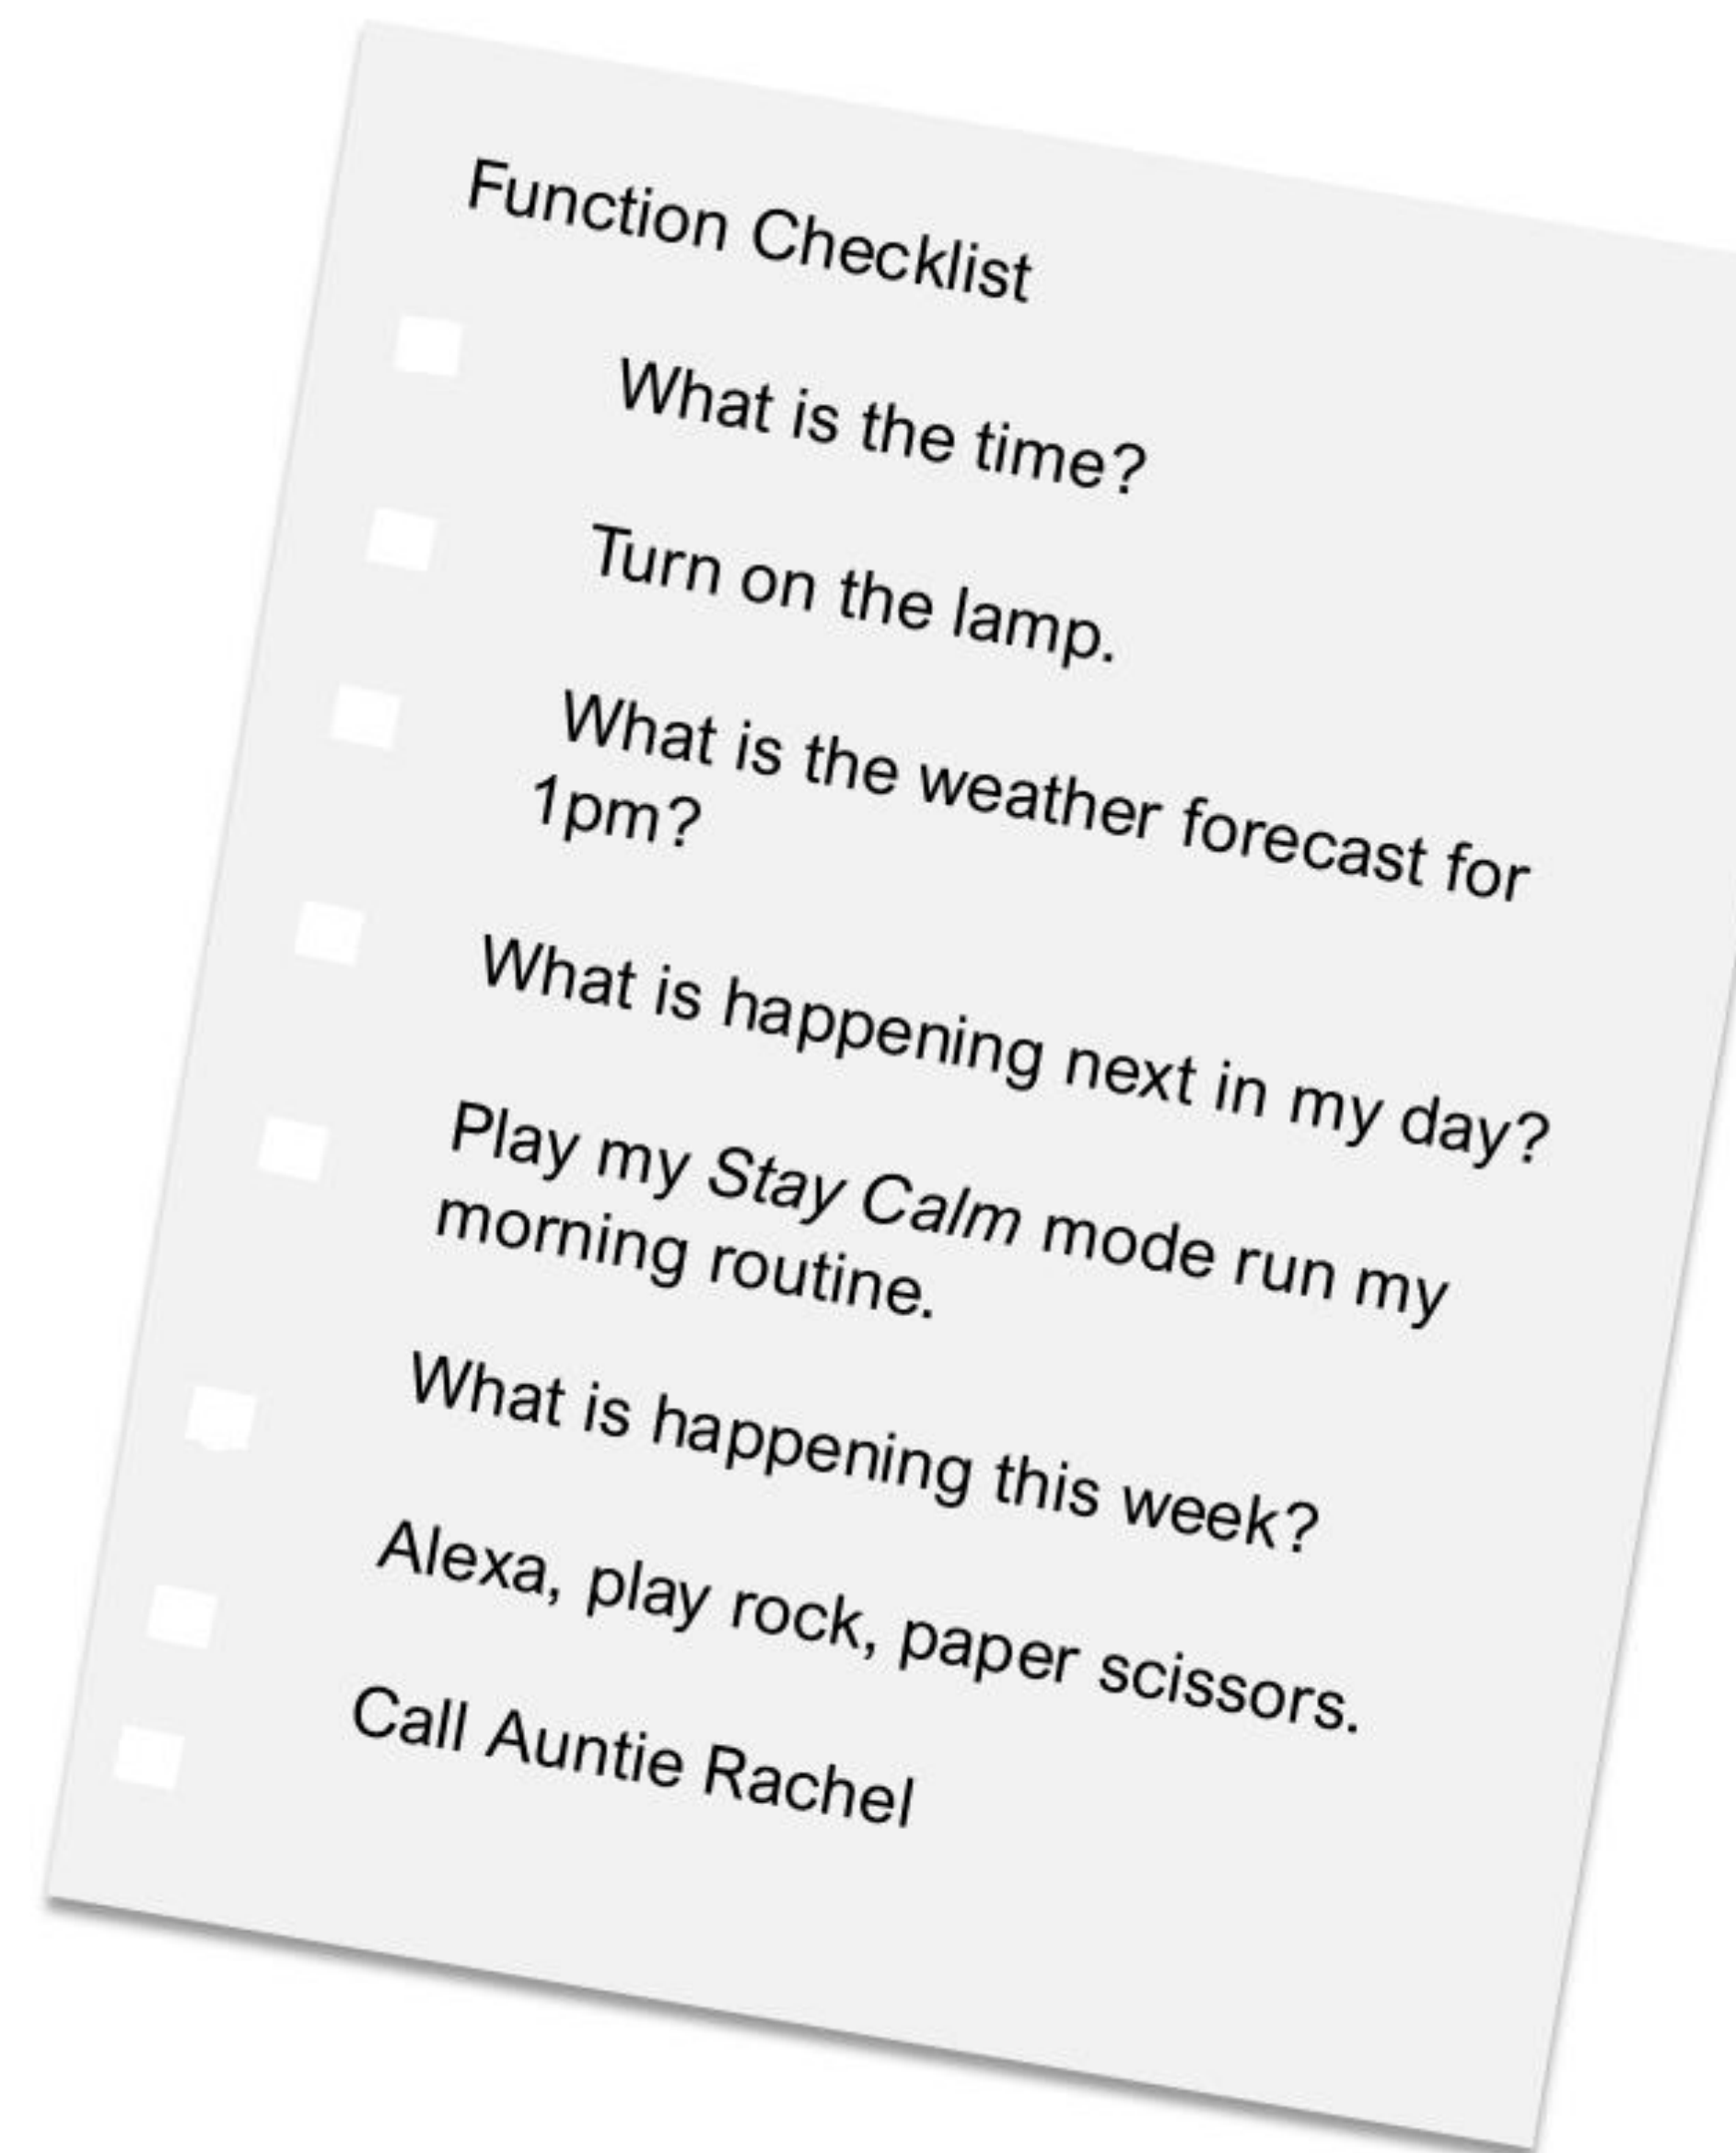 Function Checklist
What is the time?
Turn on the lamp.
What is the weather forecast for
1pm?
What is happening next in my day?
Play my Stay Calm mode run my
morning routine.
What is happening this week?
Alexa, play rock, paper scissors.
Call Auntie Rachel